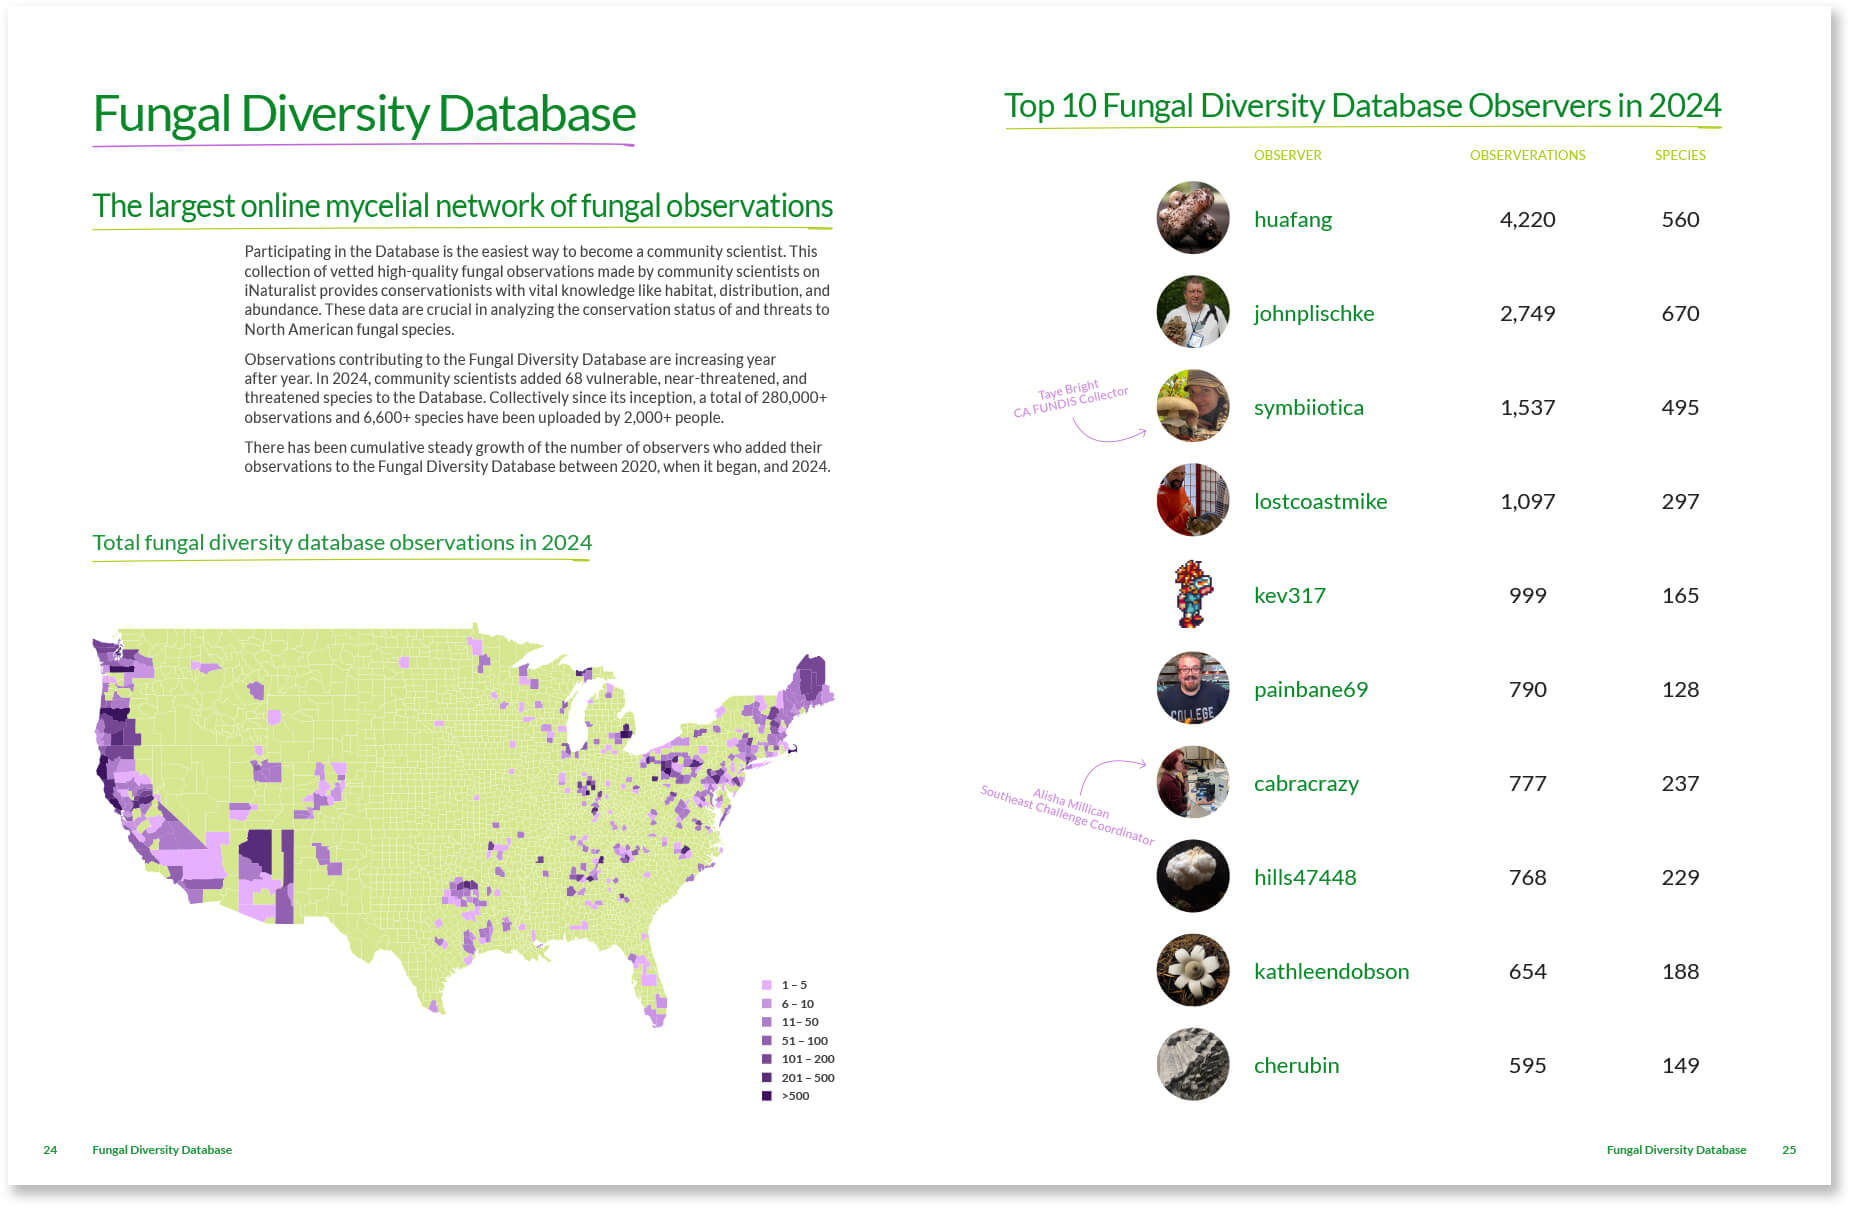 Fungal Diversity Database
The largest online mycelial network of fungal observations
Participating in the Database is the easiest way to become a community scientist. This
collection of vetted high-quality fungal observations made by community scientists on
iNaturalist provides conservationists with vital knowledge like habitat, distribution, and
abundance. These data are crucial in analyzing the conservation status of and threats to
North American fungal species.
Observations contributing to the Fungal Diversity Database are increasing year
after year. In 2024, community scientists added 68 vulnerable, near-threatened, and
threatened species to the Database. Collectively since its inception, a total of 280,000+
observations and 6,600+ species have been uploaded by 2,000+ people.
There has been cumulative steady growth of the number of observers who added their
observations to the Fungal Diversity Database between 2020, when it began, and 2024.
Total fungal diversity database observations in 2024
1 – 5
6 – 10
11– 50
51 – 100
101 – 200
201 – 500
>500
24 Fungal Diversity Database
Top 10 Fungal Diversity Database Observers in 2024
OBSERVER OBSERVERATIONS SPECIES
huafang 4,220 560
johnplischke 2,749 670
Taye Bright
CA FUNDIS Collector
symbiiotica 1,537 495
lostcoastmike 1,097 297
kev317 999 165
painbane69 790 128
COLLEGE
cabracrazy 777 237
Alisha Millican
Southeast Challenge Coordinator
hills47448 768 229
kathleendobson 654 188
cherubin 595 149
Fungal Diversity Database 25